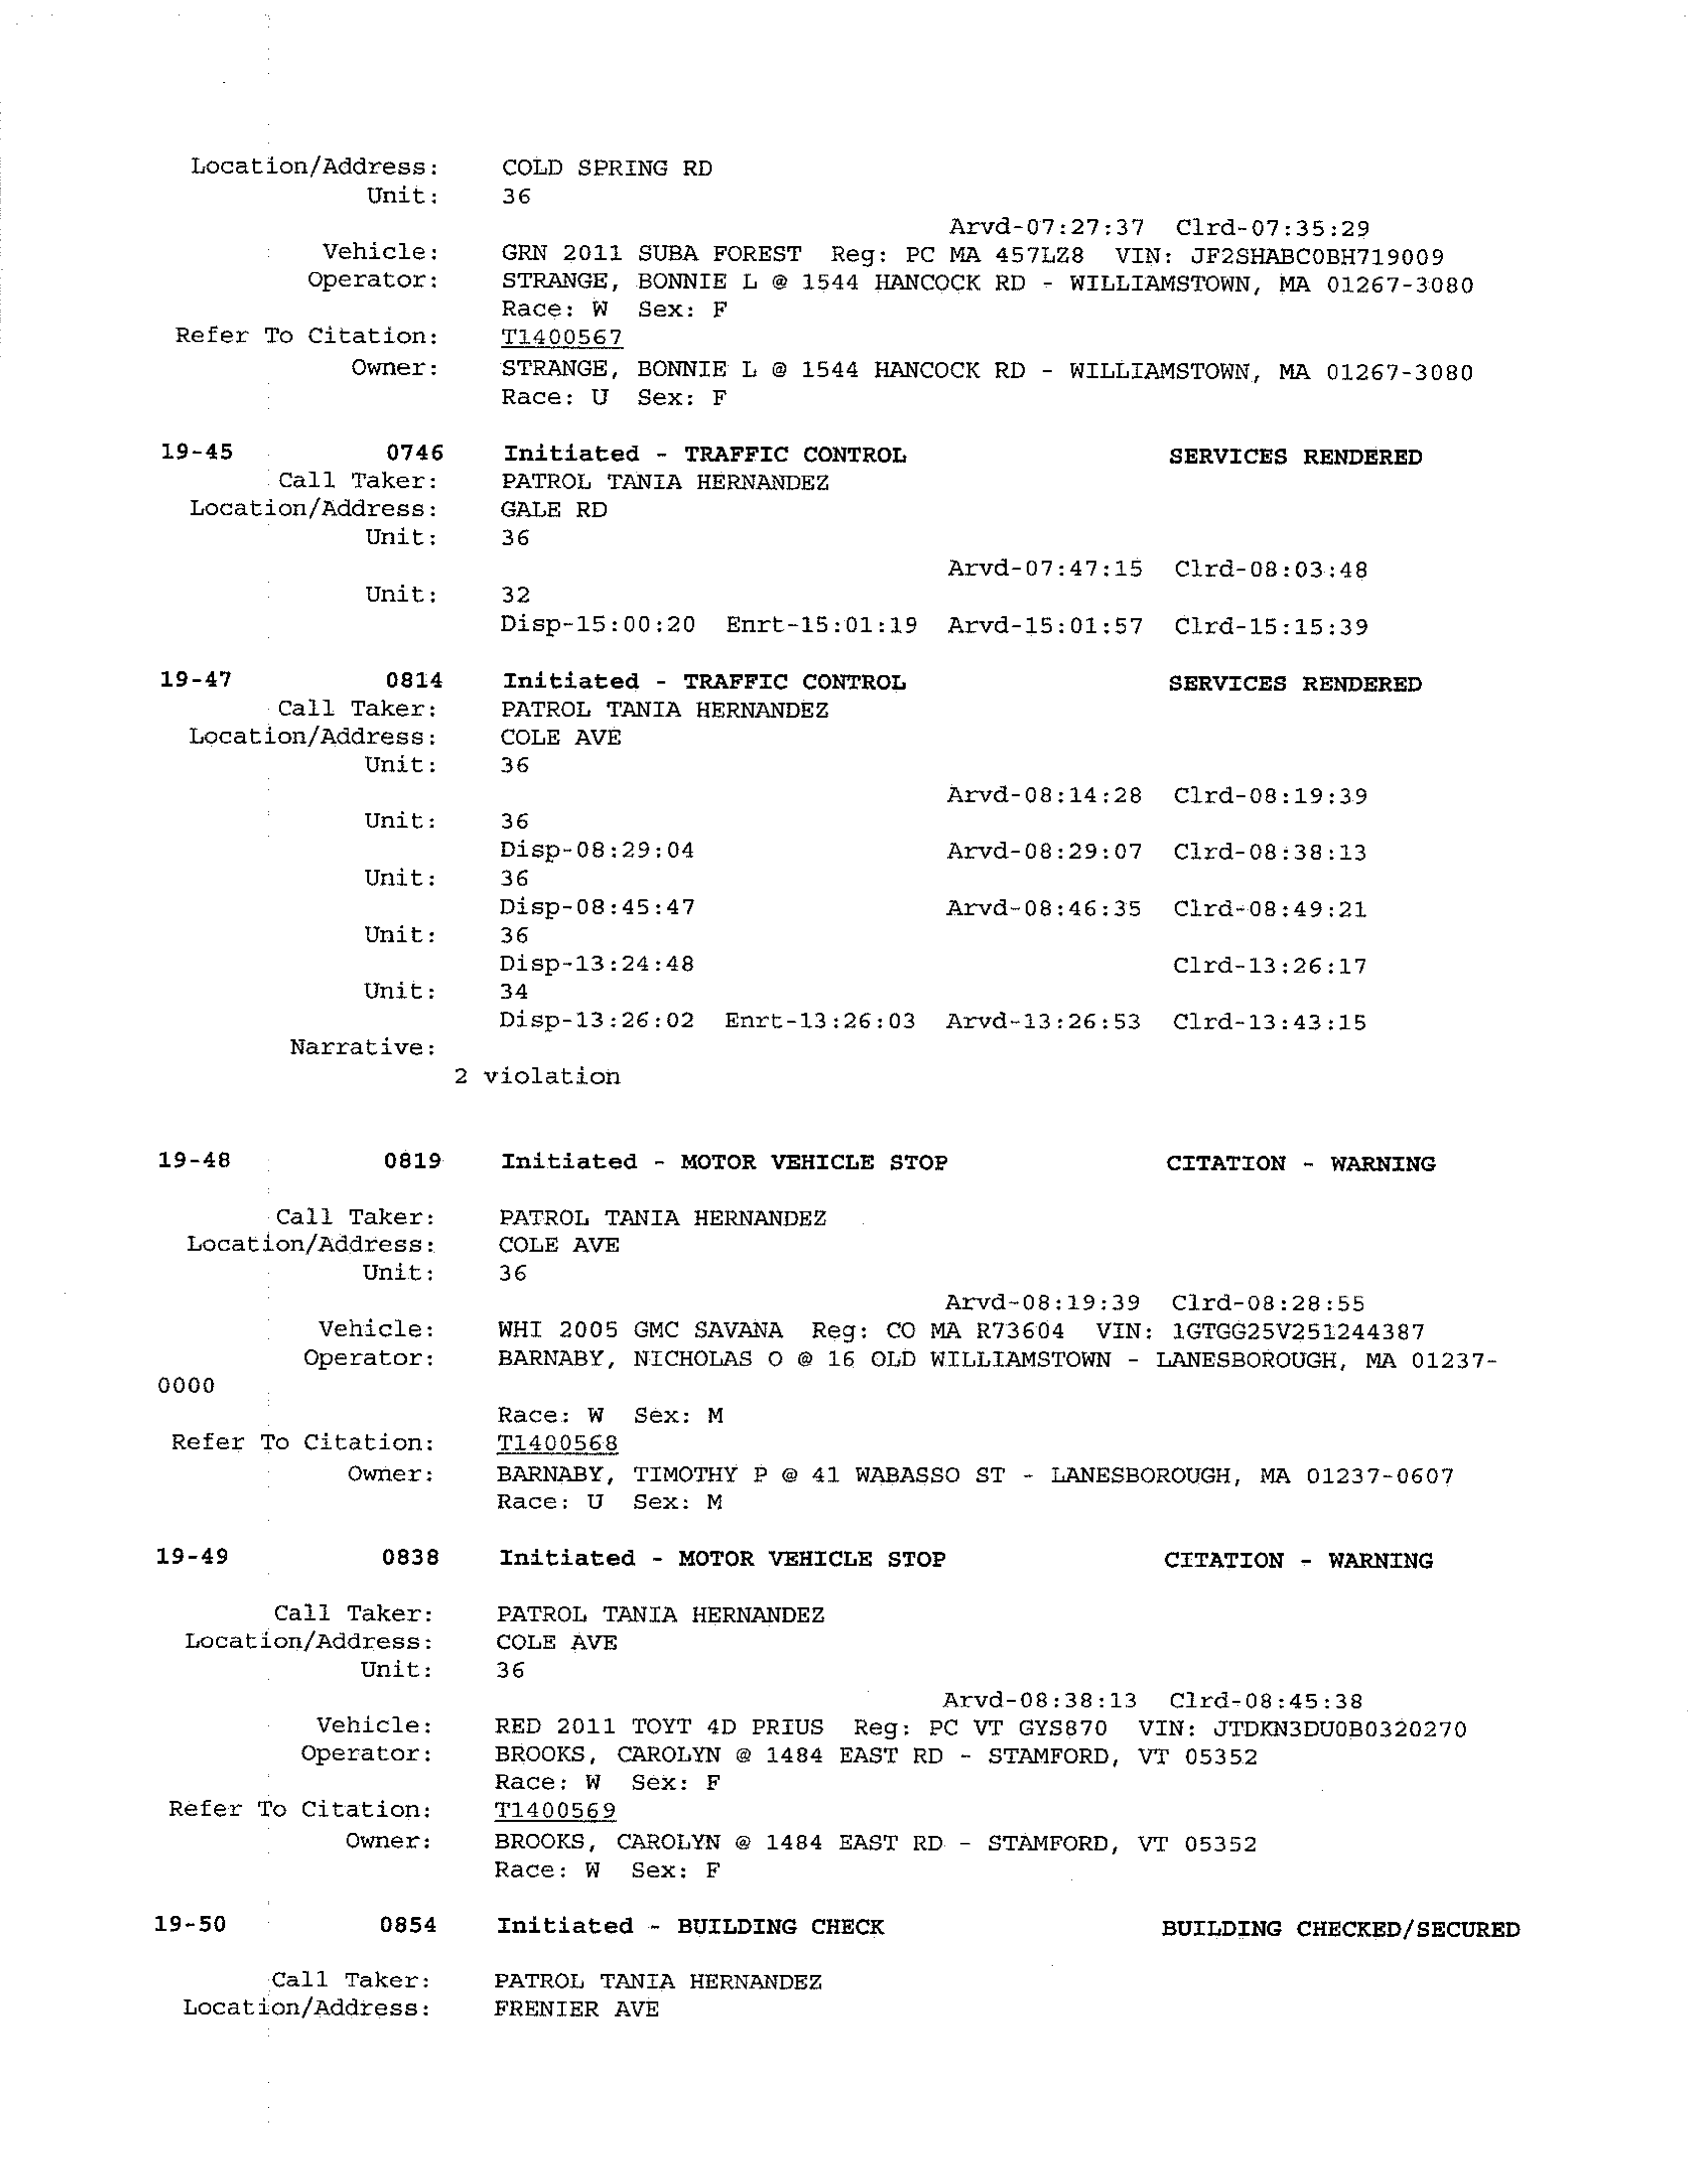 Location/Address: COLD SPRING RD
Unit: 36
Arvd-07:27:37 Clrd-07:35:29
Vehicle: GRN 2011 SUBA FOREST Reg: PC MA 457LZ8 VIN: JF2SHABC0BH719009
Operator: STRANGE, BONNIE L @ 1544 HANCOCK RD - WILLIAMSTOWN, MA 01267-3080
Race: W Sex: F
Refer To Citation: T1400567
Owner: STRANGE, BONNIE L @ 1544 HANCOCK RD - WILLIAMSTOWN, MA 01267-3080
Race: U Sex: F
19-45 0746 Initiated - TRAFFIC CONTROL SERVICES RENDERED
Call Taker: PATROL TANIA HERNANDEZ
Location/Address: GALE RD
Unit: 36
Arvd-07:47:15 Clrd-08:03:48
Unit: 32
Disp-15:00:20 Enrt-15:01:19 Arvd-15:01:57 Clrd-15:15:39
19-47 0814 Initiated - TRAFFIC CONTROL SERVICES RENDERED
Call Taker: PATROL TANIA HERNANDEZ
Location/Address: COLE AVE
Unit: 36
Arvd-08:14:28 Clrd-08:19:39
Unit: 36
Disp-08:29:04 Arvd-08:29:07 Clrd-08:38:13
Unit: 36
Disp-08:45:47 Arvd-08:46:35 Clrd-08:49:21
Unit: 36
Disp-13:24:48 Clrd-13:26:17
Unit: 34
Disp-13:26:02 Enrt-13:26:03 Arvd-13:26:53 Clrd-13:43:15
Narrative:
2 violation
19-48 0819 Initiated - MOTOR VEHICLE STOP CITATION - WARNING
Call Taker: PATROL TANIA HERNANDEZ
Location/Address: COLE AVE
Unit: 36
Arvd-08:19:39 Clrd-08:28:55
Vehicle: WHI 2005 GMC SAVANA Reg: CO MA R73604 VIN: 1GTGG25V251244387
Operator: BARNABY, NICHOLAS O @ 16 OLD WILLIAMSTOWN - LANESBOROUGH, MA 01237-
0000
Race: W Sex: M
Refer To Citation: T1400568
Owner: BARNABY, TIMOTHY P @ 41 WABASSO ST - LANESBOROUGH, MA 01237-0607
Race: U Sex: M
19-49 0838 Initiated - MOTOR VEHICLE STOP CITATION - WARNING
Call Taker: PATROL TANIA HERNANDEZ
Location/Address: COLE AVE
Unit: 36
Arvd-08:38:13 Clrd-08:45:38
Vehicle: RED 2011 TOYT 4D PRIUS Reg: PC VT GYS870 VIN: JTDKN3DU0B0320270
Operator: BROOKS, CAROLYN @ 1484 EAST RD - STAMFORD, VT 05352
Race: W Sex: F
Refer To Citation: T1400569
Owner: BROOKS, CAROLYN @ 1484 EAST RD - STAMFORD, VT 05352
Race: W Sex: F
19-50 0854 Initiated - BUILDING CHECK BUILDING CHECKED/SECURED
Call Taker: PATROL TANIA HERNANDEZ
Location/Address: FRENIER AVE